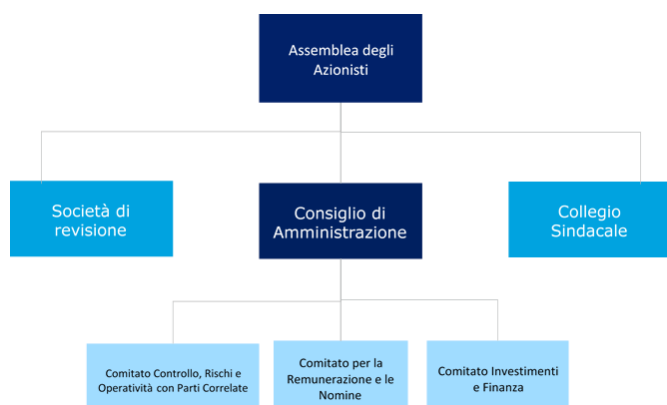 Assemblea degli
Azionisti
Società di
revisione
Consiglio di
Amministrazione
Collegio
Sindacale
Comitato Controllo, Rischi e
Operatività con Parti Correlate
Comitato per la
Remunerazione e le
Nomine
Comitato Investimenti
e Finanza